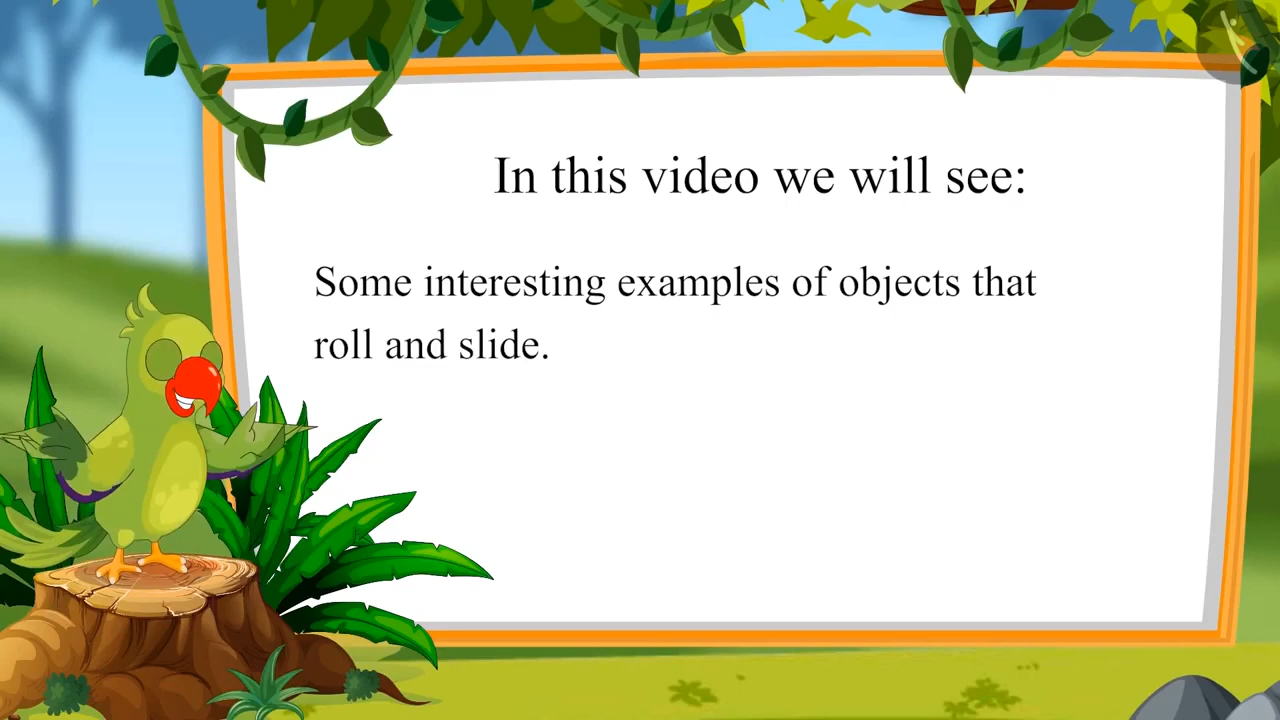 In this video we will see:
Some interesting examples of objects that
roll and slide.